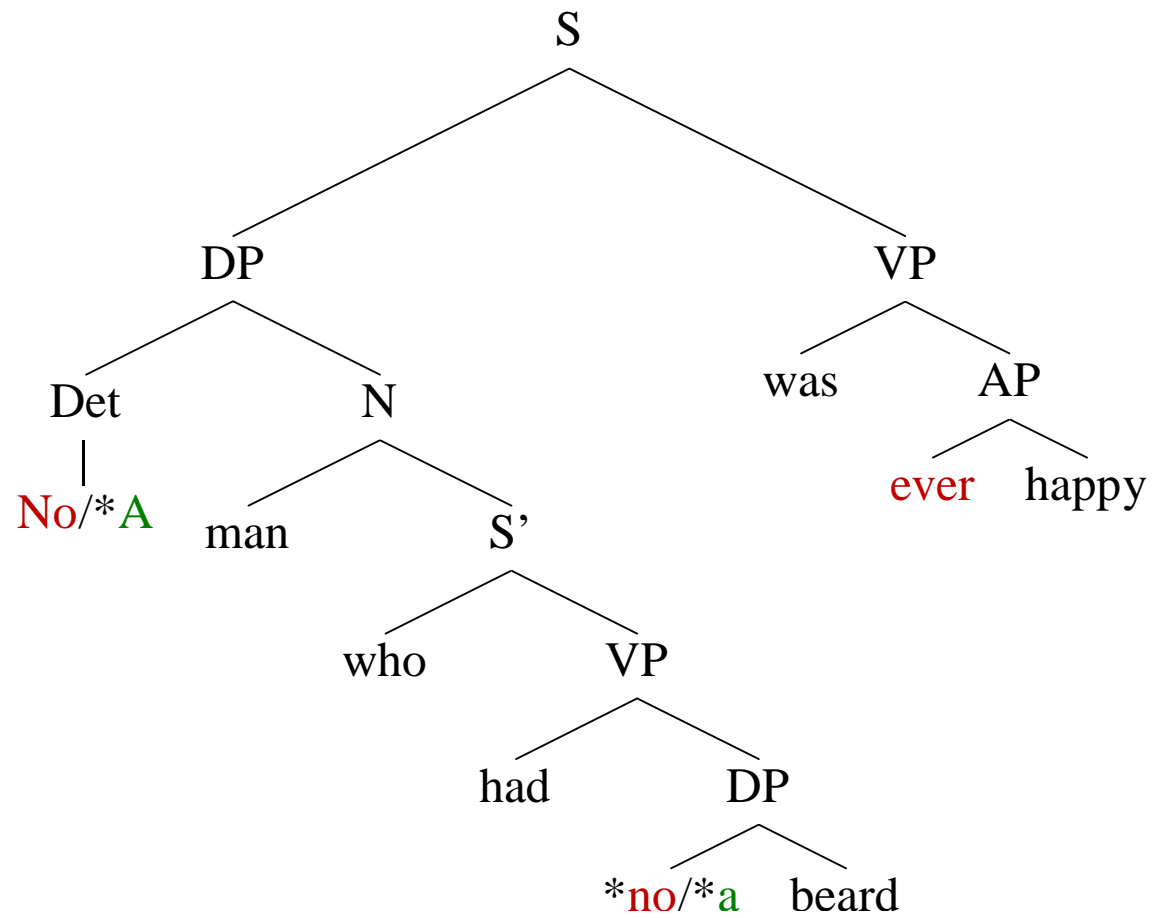 S
DP VP
Det N was AP
No/*A man S’ ever happy
who VP
had DP
*no/*a beard